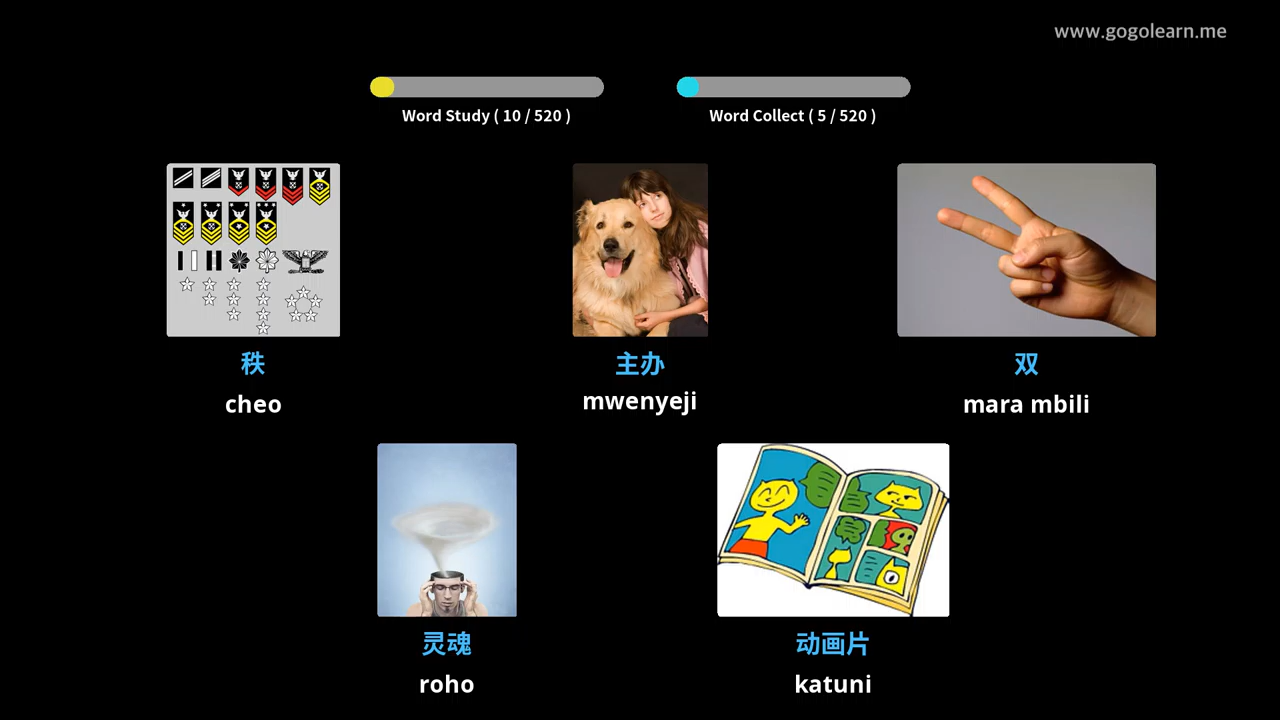 www.gogolearn.me
Word Study ( 10 / 520 )
Word Collect ( 5 / 520 )
秩
cheo
主办
mwenyeji
双
mara mbili
灵魂
roho
动画片
katuni